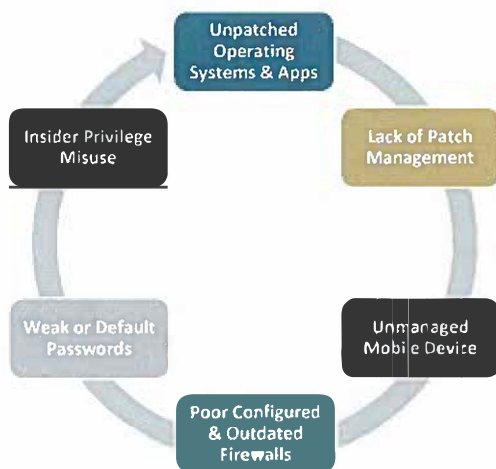 Unpatched
Operating
Systems & Apps
Lack of Patch
Management
Unmanaged
Mobile Device
Poor Configured
& Outdated
Firewalls
Weak or Default
Passwords
Insider Privilege
Misuse